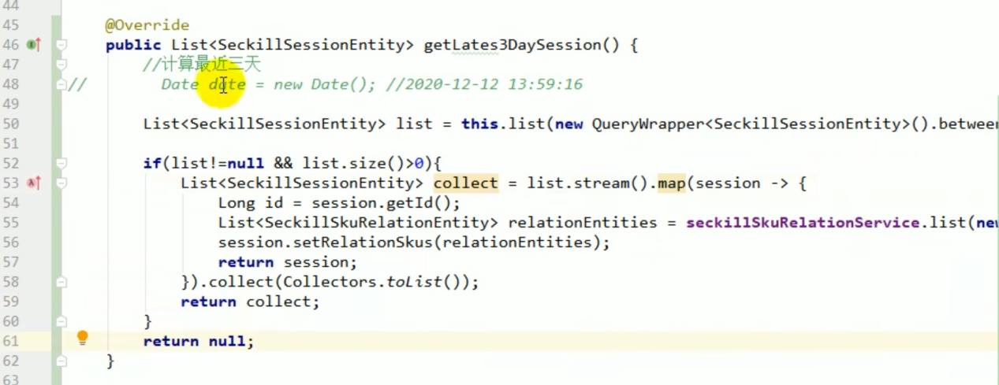 44
45 @Override
46 public List<SeckillSessionEntity> getLates3DaySession() {
47 //计算最近三天
48 // Date date = new Date(); //2020-12-12 13:59:16
49
50 List<SeckillSessionEntity> list = this.list(new QueryWrapper<SeckillSessionEntity>().between
51
52 if(list!=null && list.size()>0){
53 List<SeckillSessionEntity> collect = list.stream().map(session -> {
54 Long id = session.getId();
55 List<SeckillSkuRelationEntity> relationEntities = seckillSkuRelationService.list(new
56 session.setRelationSkus(relationEntities);
57 return session;
58 }).collect(Collectors.toList());
59 return collect;
60 }
61 return null;
62 }
63